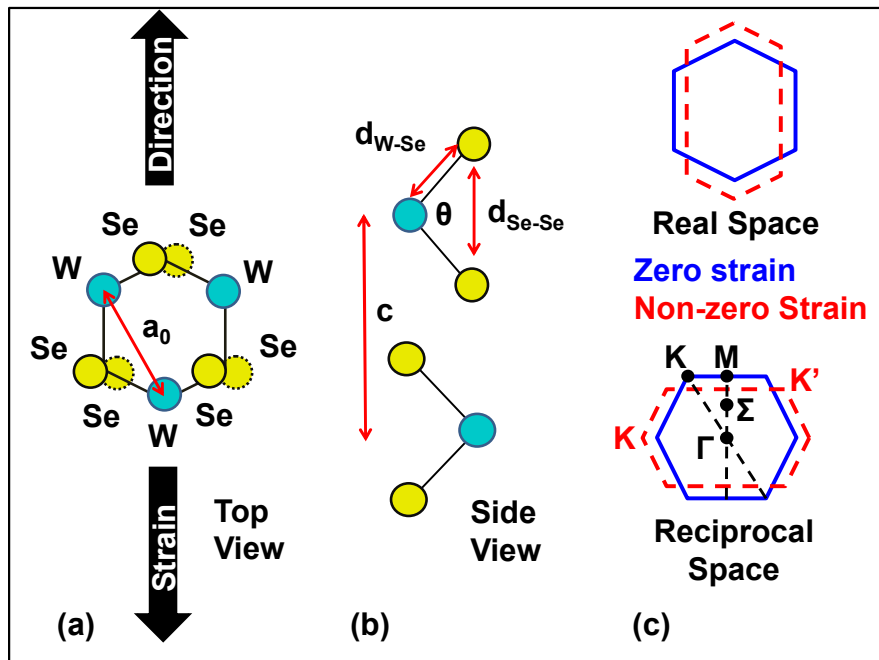 Direction
Se
Se
W
W
a0
Se
Se
Se
Se
W
Strain
Top
View
(a)
dW-Se
θ
dSe-Se
c
Side
View
(b)
Real Space
Zero strain
Non-zero Strain
K
M
K’
Σ
K
Γ
Reciprocal
Space
(c)